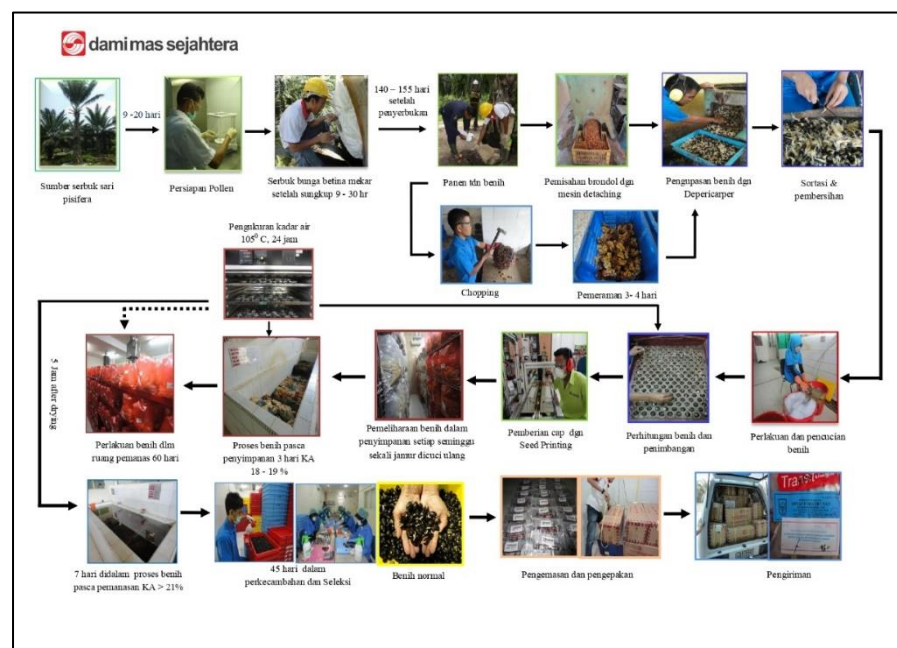 dami mas sejahtera
9 -20 hari
140 – 155 hari
setelah
penyerbukan
Sumber serbuk sari
pisifera
Persiapan Pollen
Serbuk bunga betina mekar
setelah sungkup 9 - 30 hr
Panen tdn benih
Pemisahan brondol dgn
mesin detaching
Pengupasan benih dgn
Depericarper
Sortasi &
pembersihan
Chopping
Pemeraman 3- 4 hari
Pengukuran kadar air
105⁰ C, 24 jam
5 Jam after drying
Perlakuan benih dlm
ruang pemanas 60 hari
Proses benih pasca
penyimpanan 3 hari KA
18 - 19 %
Pemeliharaan benih dalam
penyimpanan setiap seminggu
sekali jamur dicuci ulang
Pemberian cap dgn
Seed Printing
Perhitungan benih dan
penimbangan
Perlakuan dan pencucian
benih
7 hari didalam proses benih
pasca pemanasan KA > 21%
45 hari dalam
perkecambahan dan Seleksi
Benih normal
Pengemasan dan pengepakan
Pengiriman